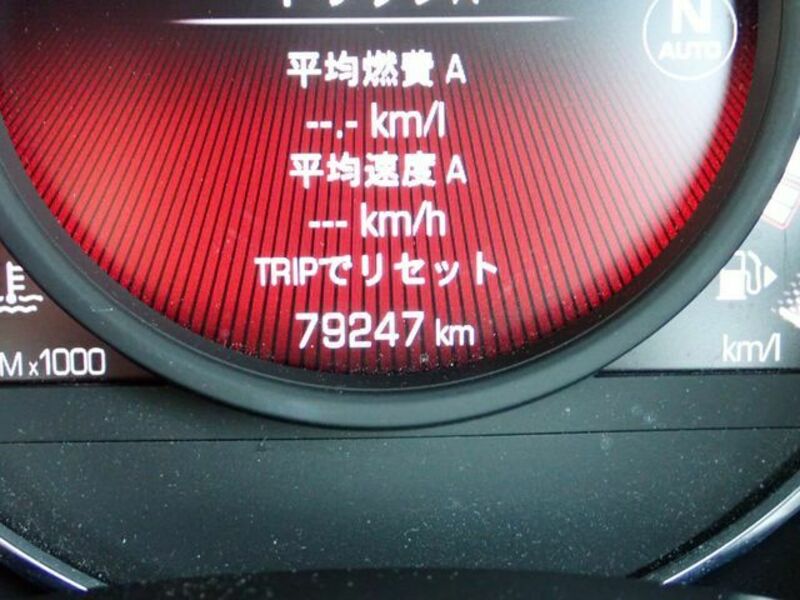 N
AUTO
平均燃費 A
--.- km/l
平均速度 A
--- km/h
TRIPでリセット
79247 km
M x1000
km/l